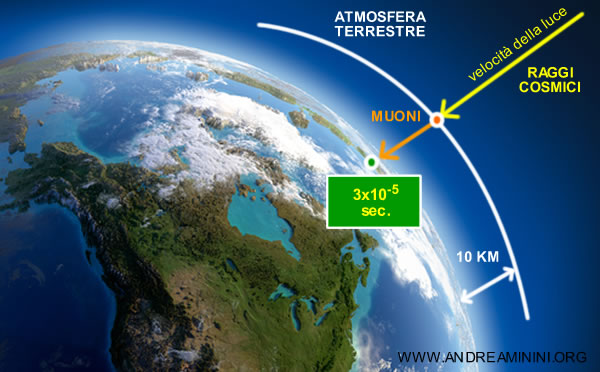 ATMOSFERA
TERRESTRE
velocità della luce
RAGGI
COSMICI
MUONI
3x10⁻⁵
sec.
10 KM
WWW.ANDREAMININI.ORG